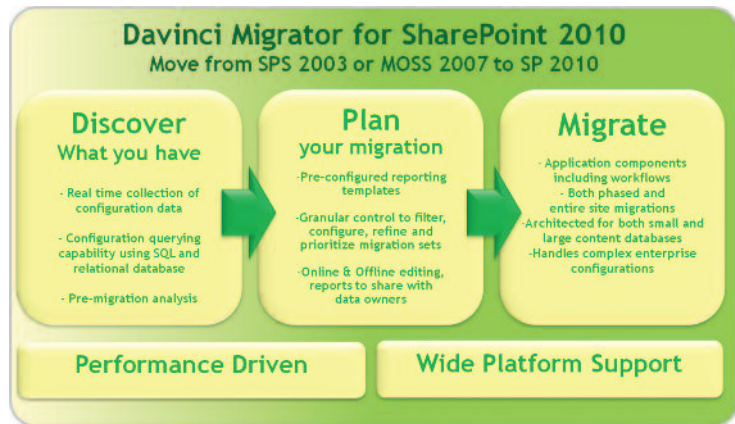 Davinci Migrator for SharePoint 2010
Move from SPS 2003 or MOSS 2007 to SP 2010
Discover
What you have
- Real time collection of
configuration data
- Configuration querying
capability using SQL and
relational database
- Pre-migration analysis
Plan
your migration
-Pre-configured reporting
templates
-Granular control to filter,
configure, refine and
prioritize migration sets
-Online & Offline editing,
reports to share with
data owners
Migrate
- Application components
including workflows
- Both phased and
entire site migrations
-Architected for both small and
large content databases
-Handles complex enterprise
configurations
Performance Driven
Wide Platform Support